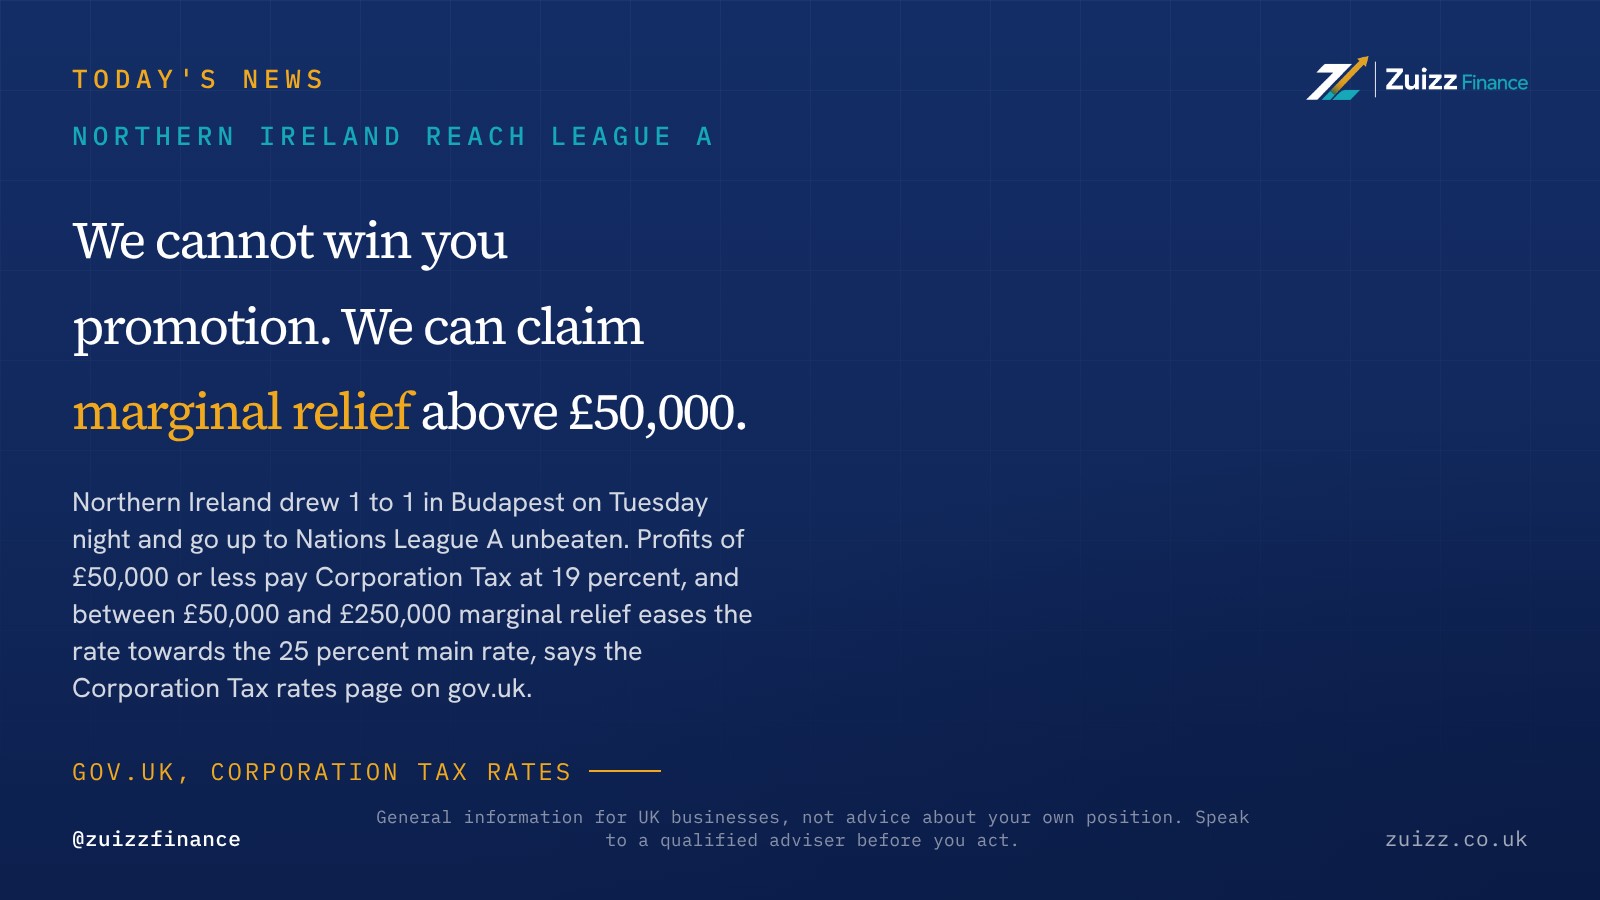 TODAY'S NEWS
Zuizz Finance
NORTHERN IRELAND REACH LEAGUE A
We cannot win you
promotion. We can claim
marginal relief above £50,000.
Northern Ireland drew 1 to 1 in Budapest on Tuesday
night and go up to Nations League A unbeaten. Profits of
£50,000 or less pay Corporation Tax at 19 percent, and
between £50,000 and £250,000 marginal relief eases the
rate towards the 25 percent main rate, says the
Corporation Tax rates page on gov.uk.
GOV.UK, CORPORATION TAX RATES
General information for UK businesses, not advice about your own position. Speak
to a qualified adviser before you act.
@zuizzfinance
zuizz.co.uk